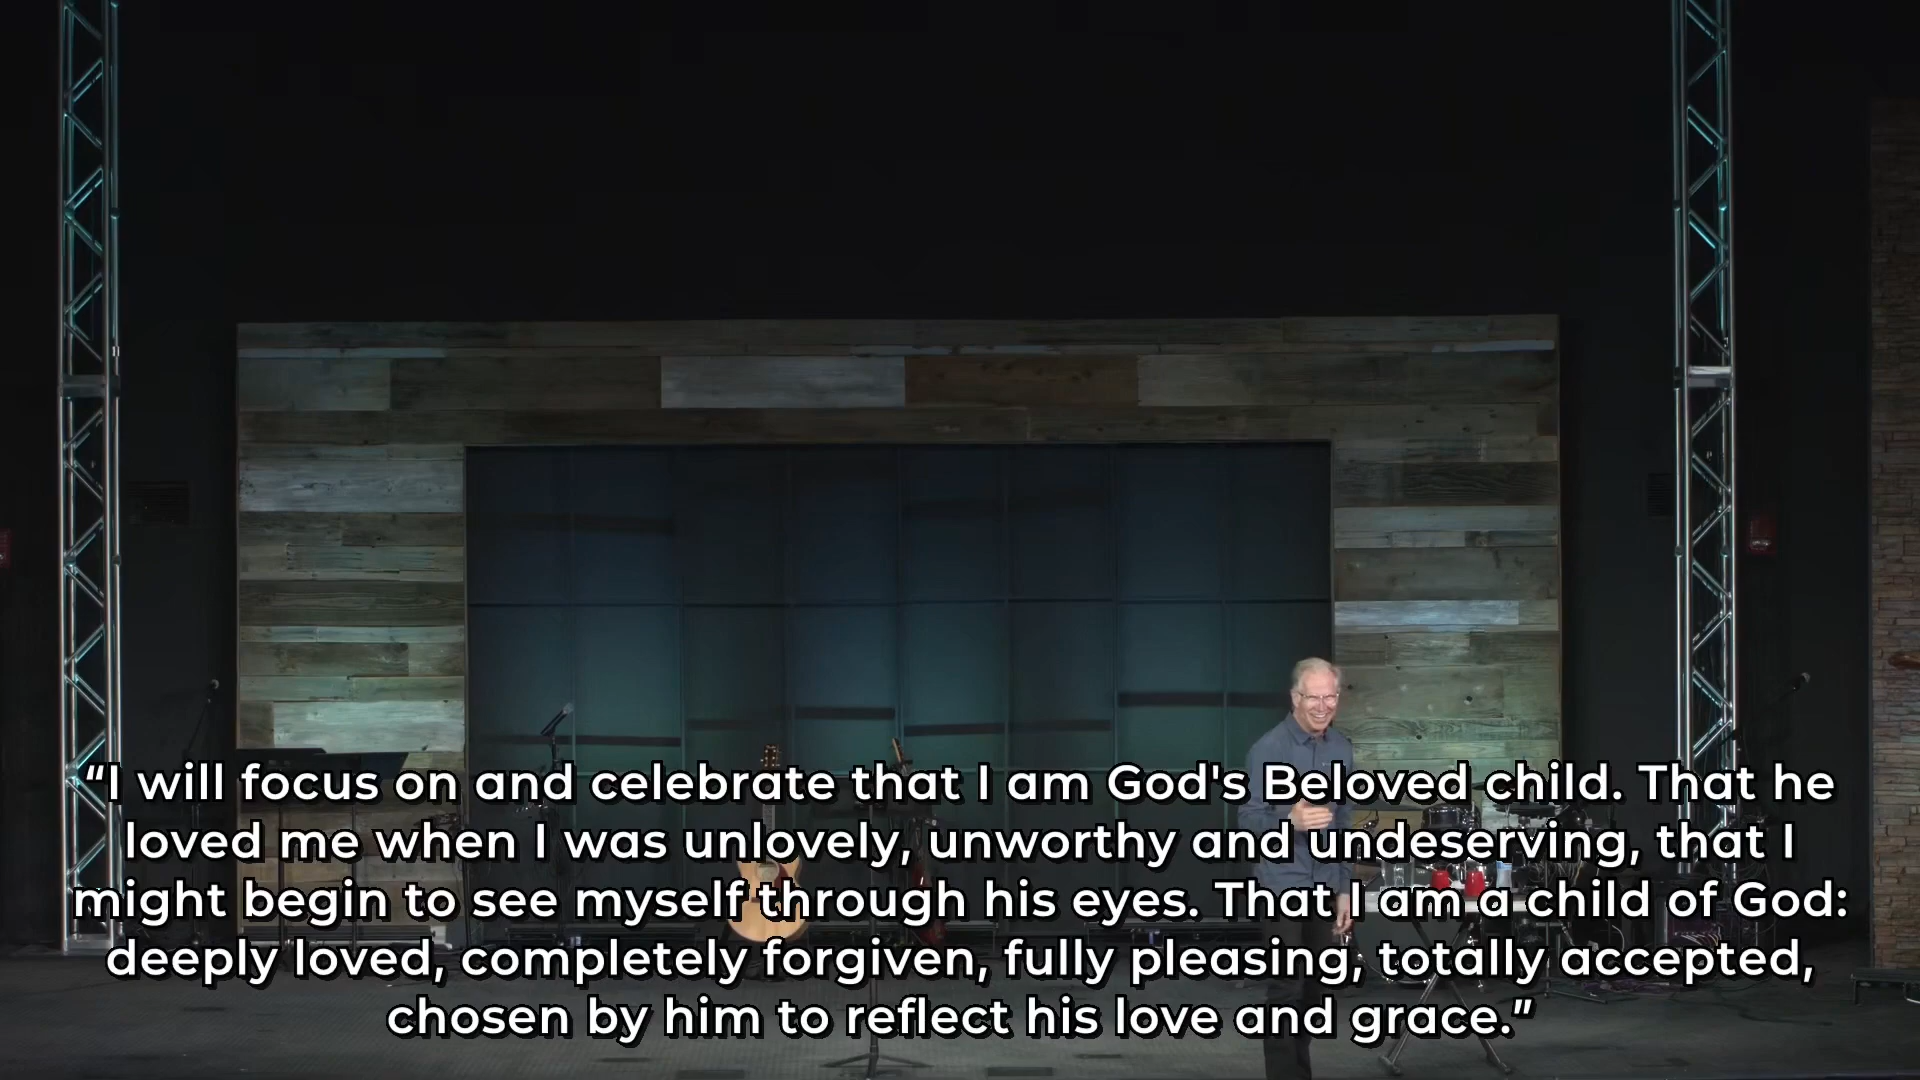 “I will focus on and celebrate that I am God's Beloved child. That he
loved me when I was unlovely, unworthy and undeserving, that I
might begin to see myself through his eyes. That I am a child of God:
deeply loved, completely forgiven, fully pleasing, totally accepted,
chosen by him to reflect his love and grace.”